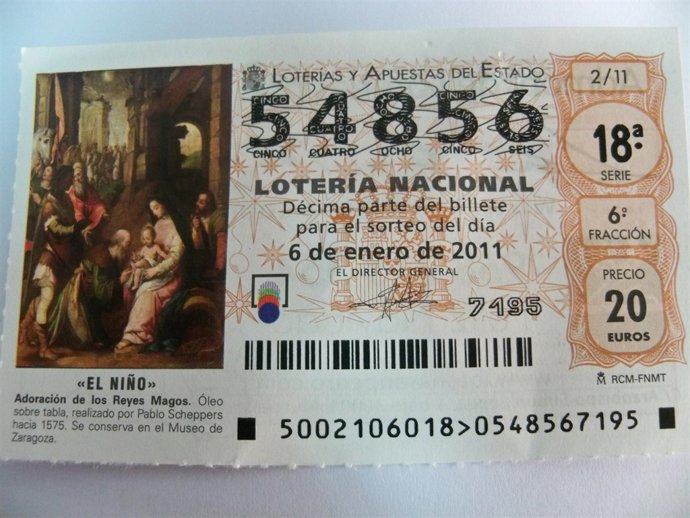 LOTERÍAS Y APUESTAS DEL ESTADO
54856
CINCO CUATRO OCHO CINCO SEIS
LOTERÍA NACIONAL
Décima parte del billete
para el sorteo del día
6 de enero de 2011
EL DIRECTOR GENERAL
7495
2/11
18ª
SERIE
6ª
FRACCIÓN
PRECIO
20
EUROS
RCM-FNMT
«EL NIÑO»
Adoración de los Reyes Magos. Óleo
sobre tabla, realizado por Pablo Scheppers
hacia 1575. Se conserva en el Museo de
Zaragoza.
5002106018>0548567195